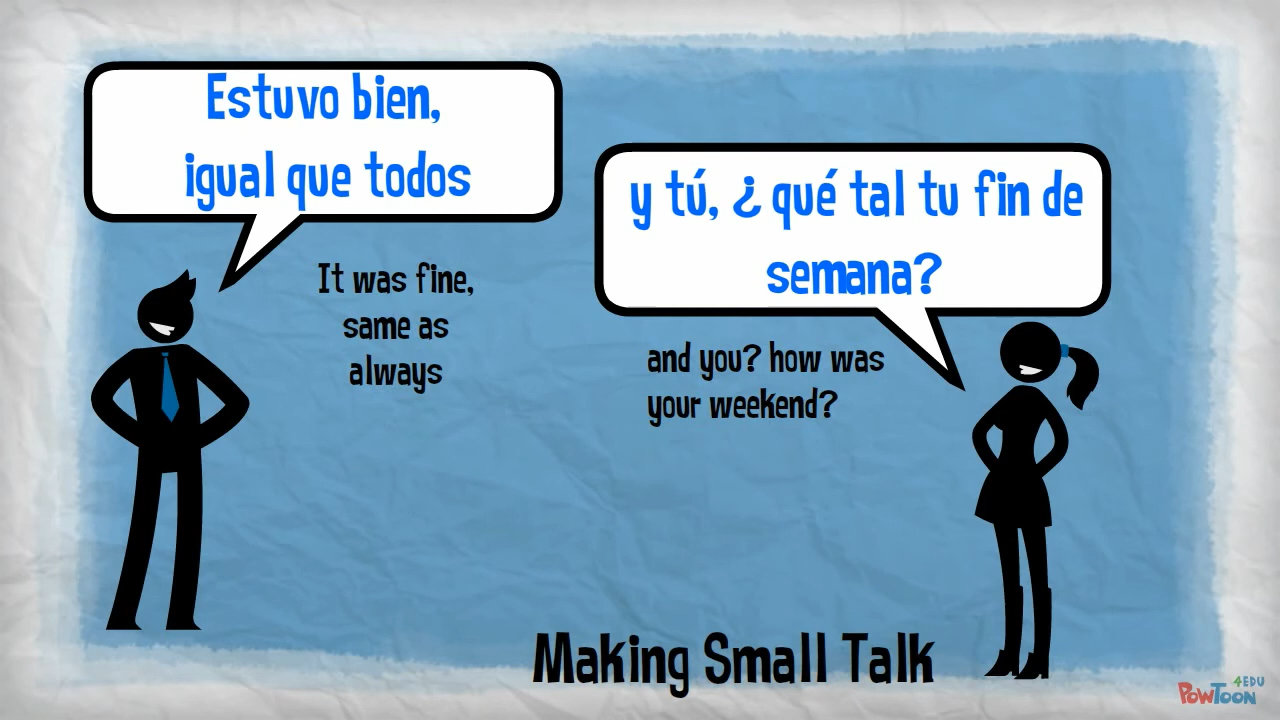 Estuvo bien,
igual que todos
It was fine,
same as
always
y tú, ¿ qué tal tu fin de
semana?
and you? how was
your weekend?
Making Small Talk
4EDU
POWTOON